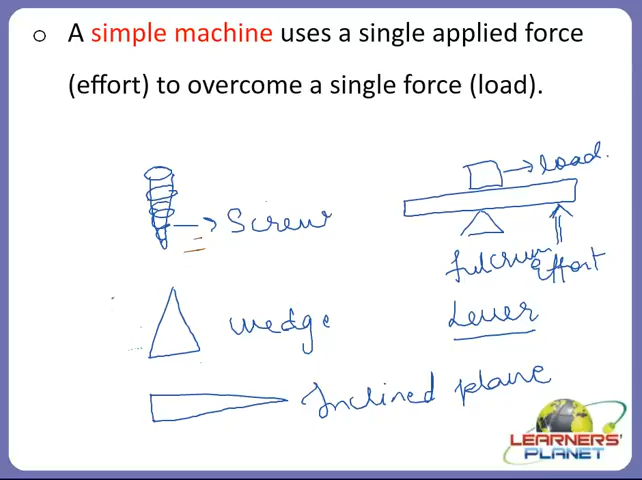 o A simple machine uses a single applied force
(effort) to overcome a single force (load).
load.
Screw
fulcrum
Effort
wedge
Lever
Inclined plane
LEARNERS'
PLANET